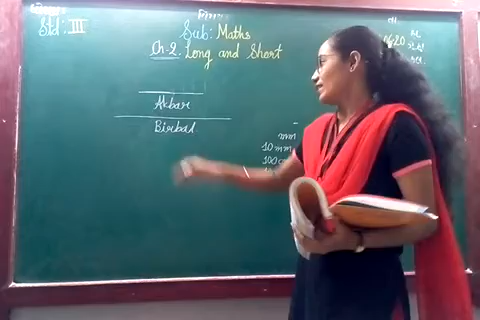 Std: III
Sub: Maths
Ch-2. Long and Short
Akbar
Birbal
mm
10 mm
100